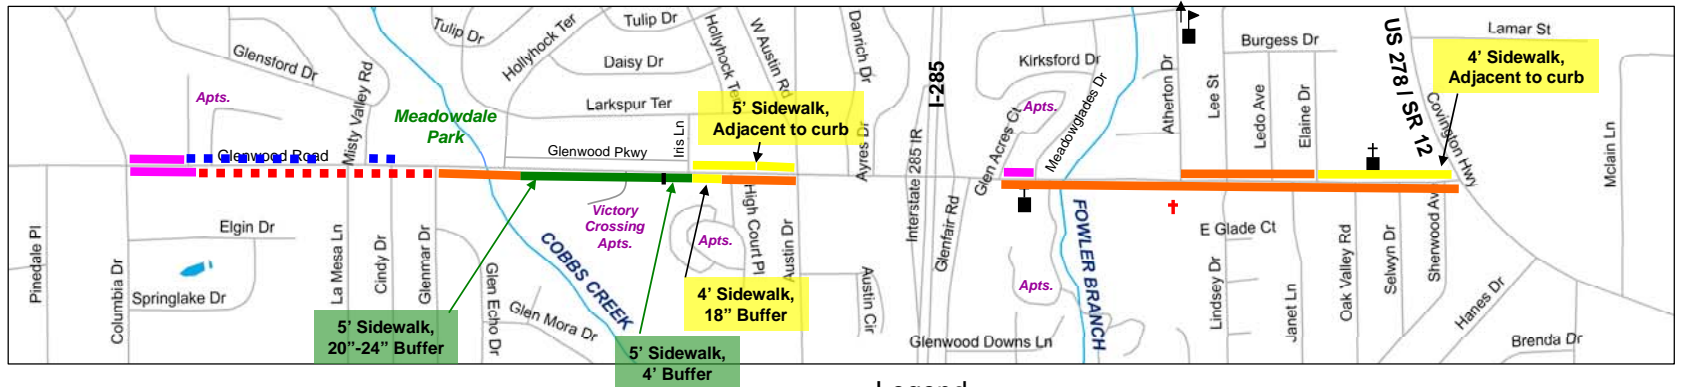 Tulip Dr
Hollyhock Ter
Tulip Dr
Hollyhock Ter
W Austin Rd
Danrich Dr
I-285
Kirksford Dr
Burgess Dr
US 278 / SR 12
Lamar St
4’ Sidewalk,
Adjacent to curb
Glensford Dr
Daisy Dr
Apts.
Misty Valley Rd
Meadowdale
Park
Larkspur Ter
5’ Sidewalk,
Adjacent to curb
Apts.
Meadowglades Dr
Atherton Dr
Lee St
Ledo Ave
Elaine Dr
Covington Hwy
Mclain Ln
Glenwood Road
Glenwood Pkwy
Iris Ln
Ayres Dr
Glen Acres Ct
Interstate 285 IR
Glenfair Rd
Pinedale Pl
Columbia Dr
Elgin Dr
Springlake Dr
La Mesa Ln
Cindy Dr
Glenmar Dr
Glen Echo Dr
COBBS CREEK
Glen Mora Dr
Victory
Crossing
Apts.
Apts.
High Court Pl
Austin Dr
Austin Cir
Apts.
FOWLER BRANCH
E Glade Ct
Lindsey Dr
Janet Ln
Oak Valley Rd
Selwyn Dr
Sherwood Av
Hanes Dr
Brenda Dr
Glenwood Downs Ln
4’ Sidewalk,
18” Buffer
5’ Sidewalk,
20”-24” Buffer
5’ Sidewalk,
4’ Buffer
Legend